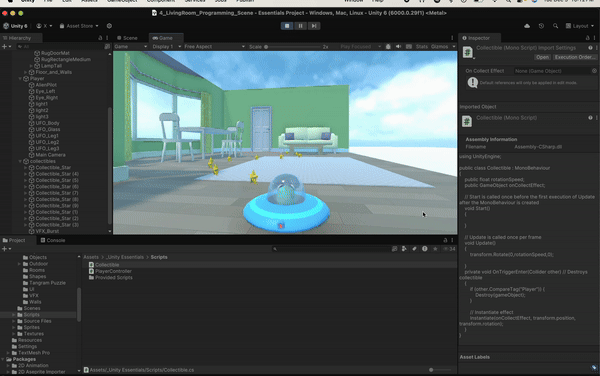 Unity Edit Assets GameObject Component Services Jobs Window Help
4_LivingRoom_Programming_Scene - Essentials Project - Windows, Mac, Linux - Unity 6 (6000.0.29f1) <Metal>
Unity 6
Asset Store
Layout
Hierarchy
Scene
Game
Inspector
Game
Display 1
Free Aspect
Scale
2x
Play Focused
Stats
Gizmos
RugDoorMat
RugRectangleMedium
LampTall
Floor_and_Walls
Player
AlienPilot
Eye_Left
Eye_Right
light1
light2
light3
UFO_Body
UFO_Glass
UFO_Leg1
UFO_Leg2
UFO_Leg3
Main Camera
collectibles
Collectible_Star
Collectible_Star (4)
Collectible_Star (5)
Collectible_Star (6)
Collectible_Star (7)
Collectible_Star (8)
Collectible_Star (9)
Collectible_Star (1)
Collectible_Star (2)
Collectible_Star (3)
VFX_Burst
Collectible (Mono Script) Import Settings
Open
Execution Order...
On Collect Effect
None (Game Object)
Default references will only be applied in edit mode.
Imported Object
Collectible (Mono Script)
Assembly Information
Filename Assembly-CSharp.dll
using UnityEngine;
public class Collectible : MonoBehaviour
public float rotationSpeed;
public GameObject onCollectEffect;
// Start is called once before the first execution of Update
after the MonoBehaviour is created
void Start()
{
}
// Update is called once per frame
void Update()
{
transform.Rotate(0,rotationSpeed,0);
}
private void OnTriggerEnter(Collider other) // Destroys
collectible
{
if (other.CompareTag("Player")) {
Destroy(gameObject);
}
// Instantiate effect
Instantiate(onCollectEffect, transform.position,
transform.rotation);
}
Asset Labels
Project
Console
Objects
Outdoor
Rooms
Shapes
Tangram Puzzle
UI
VFX
Walls
Scenes
Scripts
Source Files
Sprites
Textures
Resources
Settings
TextMesh Pro
Packages
2D Animation
2D Aseprite Importer
Assets > _Unity Essentials > Scripts
Collectible
PlayerController
Provided Scripts
Assets/_Unity Essentials/Scripts/Collectible.cs